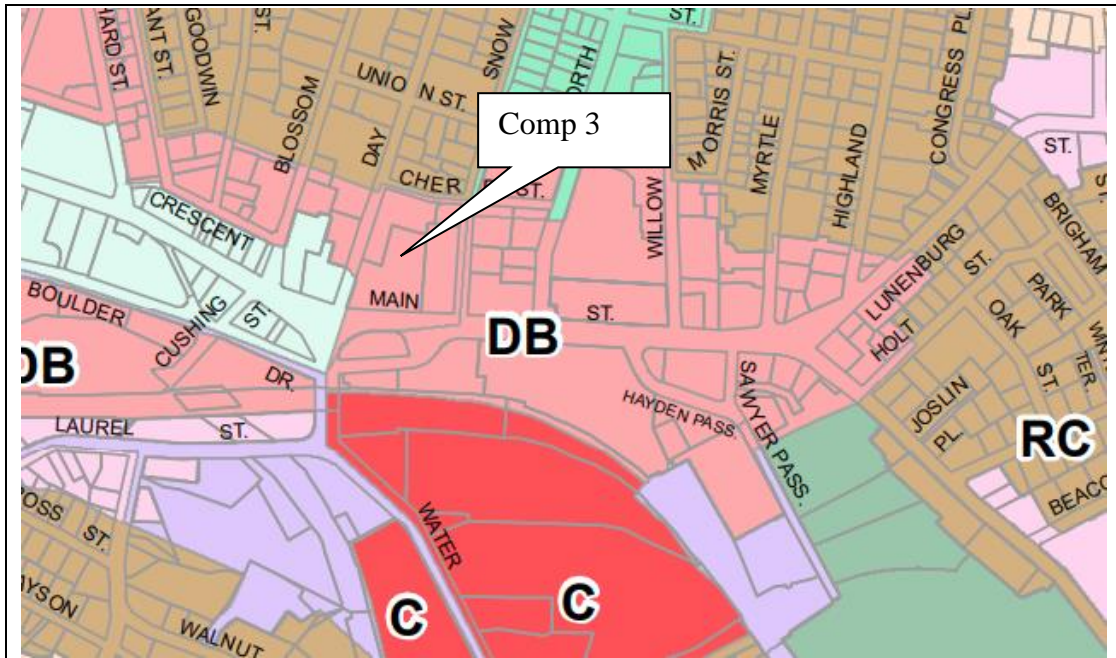 HARD ST.
ANT ST.
GOODWIN
ST.
BLOSSOM
UNIO N ST.
DAY
SNOW
ORTH
ST.
Comp 3
CHER
ST.
MORRIS ST.
MYRTLE
HIGHLAND
CONGRESS PL.
ST.
ST.
BRIGHAM
WILLOW
CRESCENT
MAIN
ST.
DB
LUNENBURG
ST.
HOLT
OAK
ST.
PARK
TER.
BOULDER
DR.
CUSHING
ST.
DB
LAUREL
ST.
HAYDEN PASS.
SAWYER PASS.
JOSLIN
PL.
RC
BEACO
OSS ST.
WATER
C
C
AYSON
WALNUT